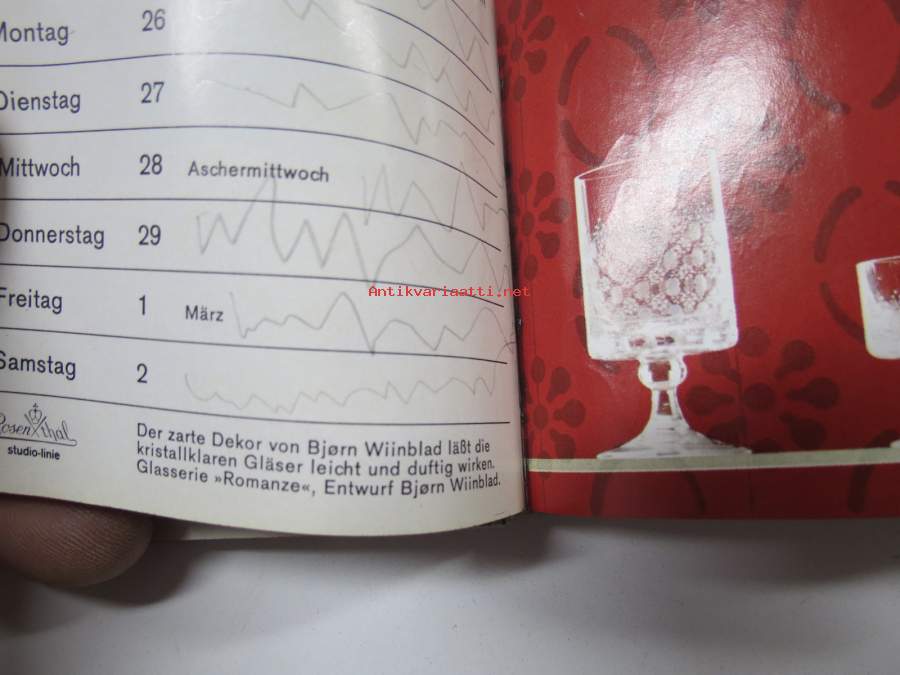 Montag 26
Dienstag 27
Mittwoch 28 Aschermittwoch
Donnerstag 29
Freitag 1 März
Samstag 2
Rosenthal
studio-linie
Der zarte Dekor von Bjørn Wiinblad läßt die
kristallklaren Gläser leicht und duftig wirken.
Glasserie »Romanze«, Entwurf Bjørn Wiinblad.
Antikvariaatti.net